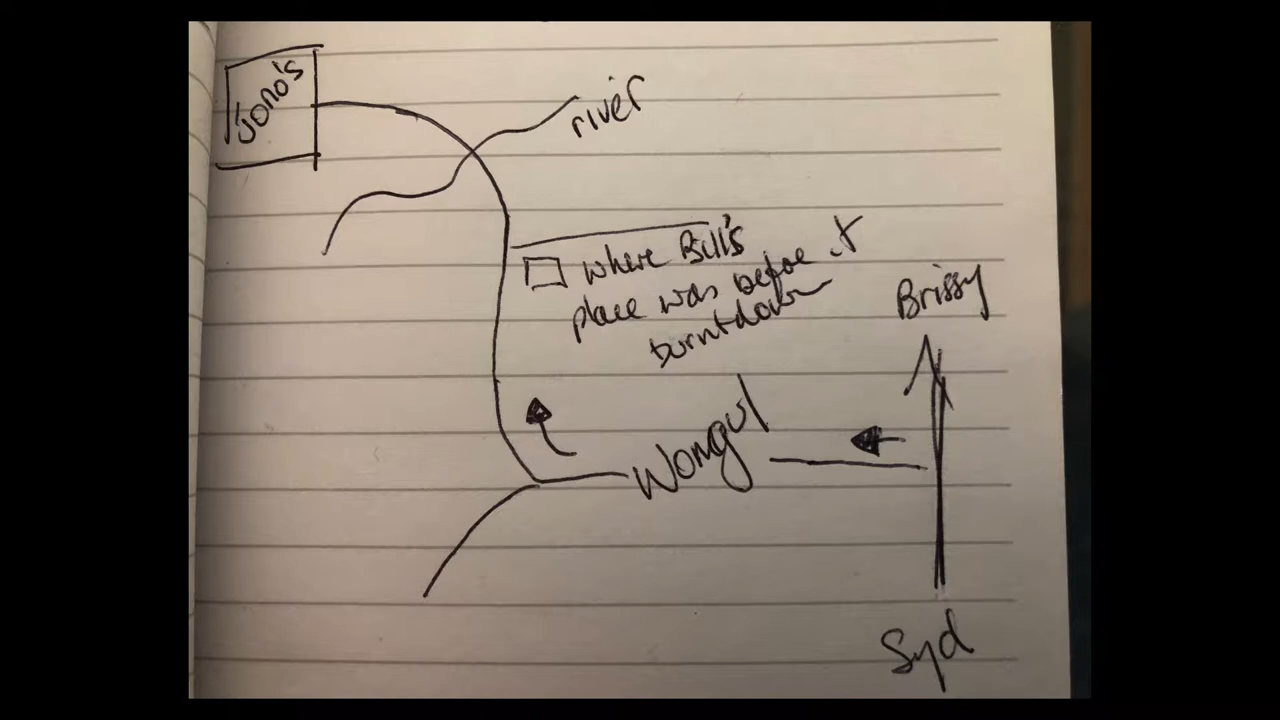 Jono's
river
where Bill's
place was before it
burnt down
Brissy
Wongul
Syd